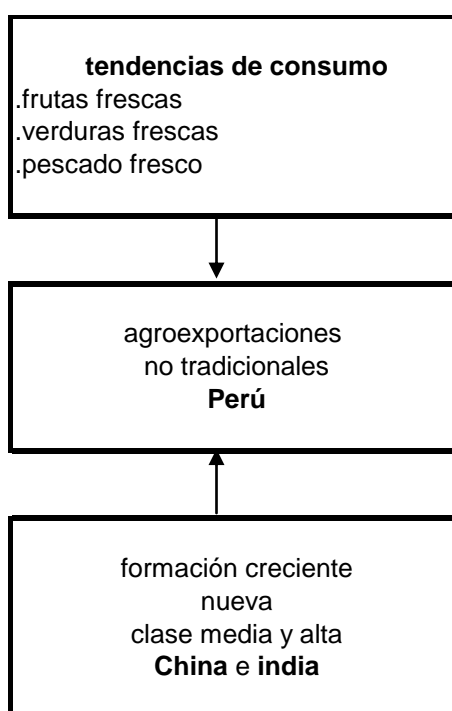 tendencias de consumo
.frutas frescas
.verduras frescas
.pescado fresco
agroexportaciones
no tradicionales
Perú
formación creciente
nueva
clase media y alta
China e india